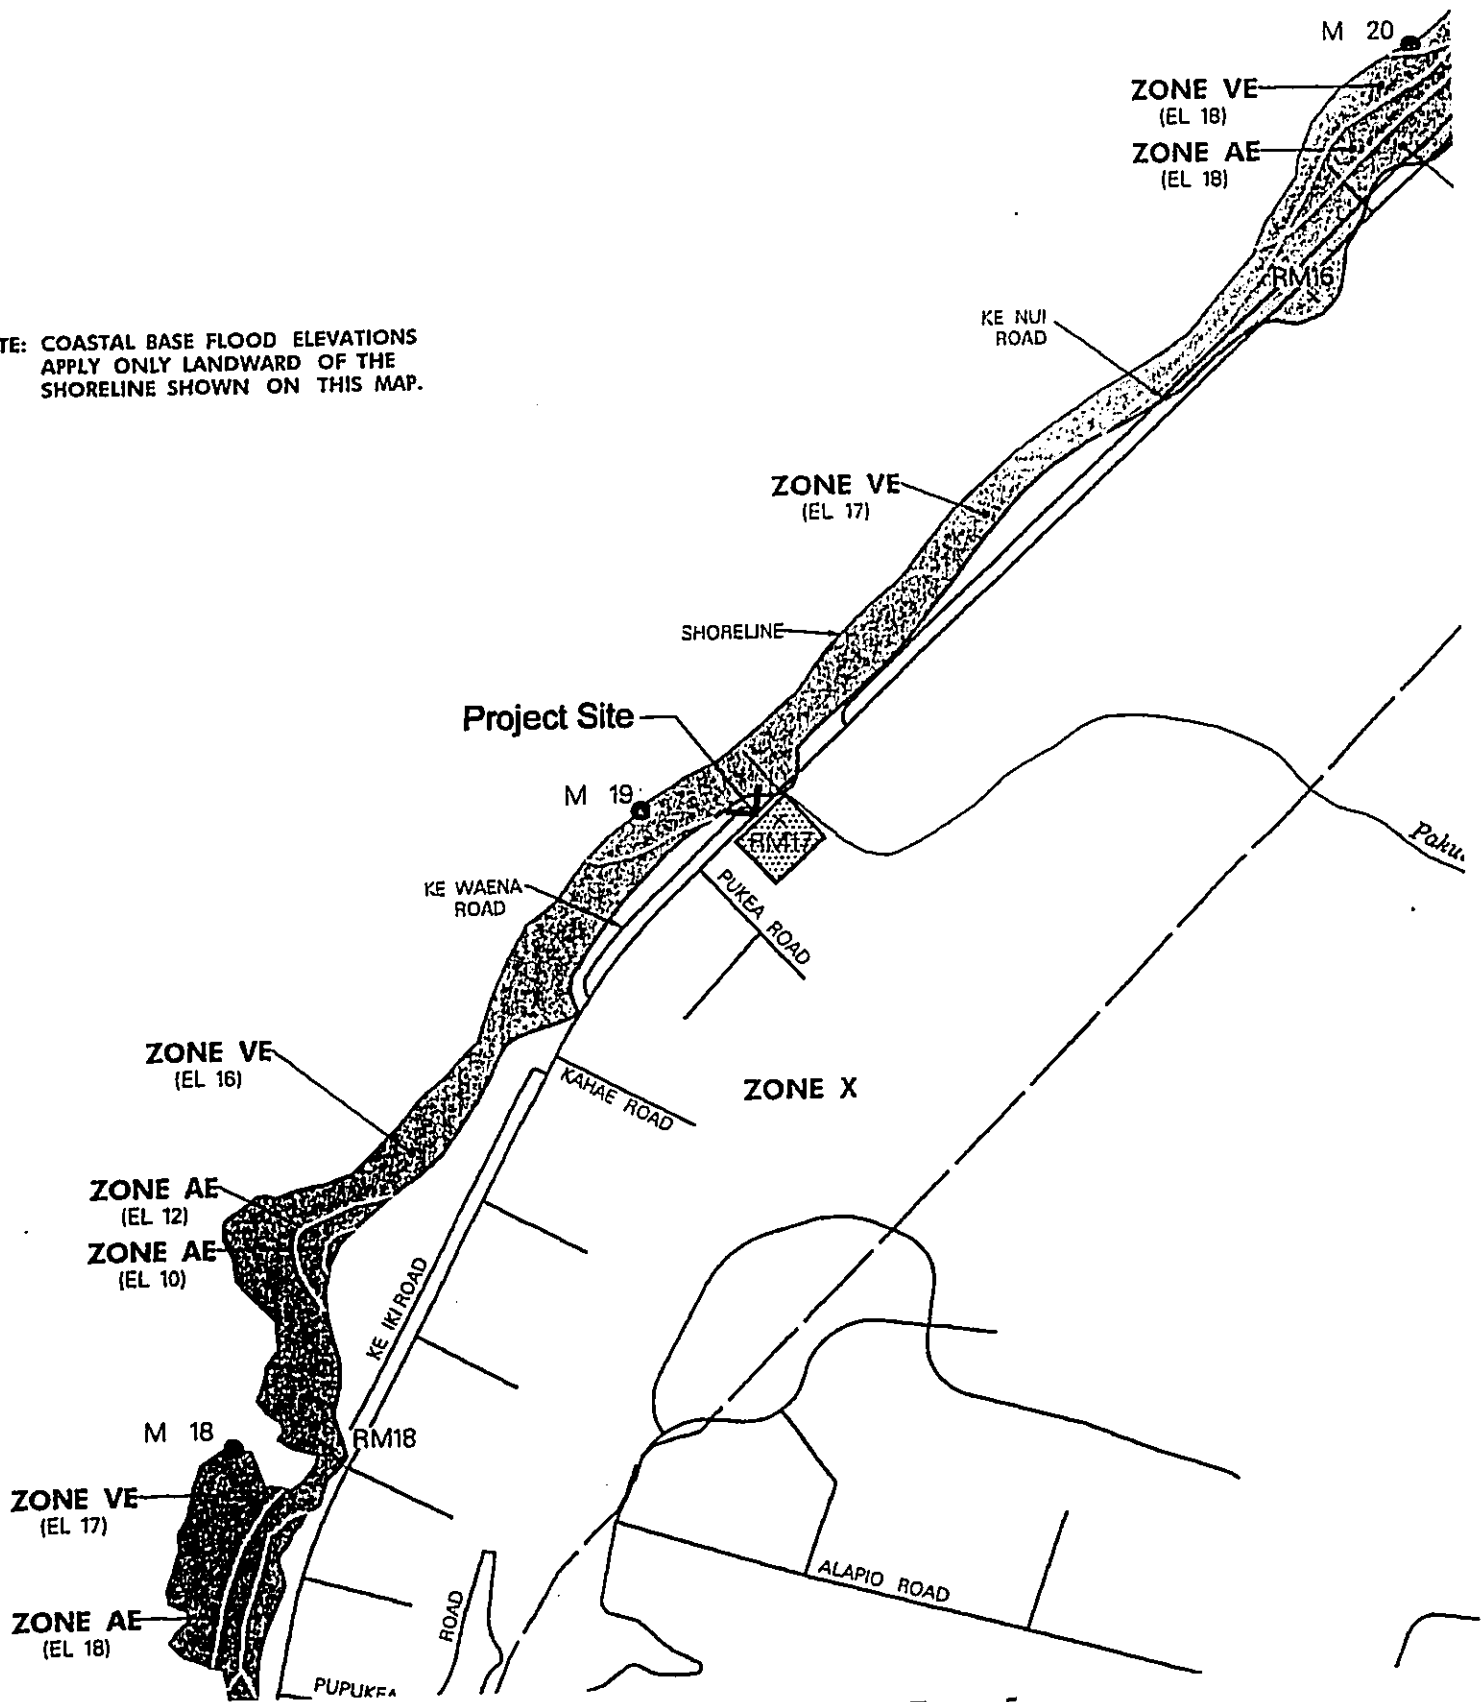 M 20
ZONE VE
(EL 18)
ZONE AE
(EL 18)
RM16
KE NUI
ROAD
TE: COASTAL BASE FLOOD ELEVATIONS
APPLY ONLY LANDWARD OF THE
SHORELINE SHOWN ON THIS MAP.
ZONE VE
(EL 17)
SHORELINE
Project Site
M 19
RM17
Paku
KE WAENA
ROAD
PUKEA ROAD
ZONE VE
(EL 16)
KAHAE ROAD
ZONE X
ZONE AE
(EL 12)
ZONE AE
(EL 10)
KE IKI ROAD
M 18
RM18
ZONE VE
(EL 17)
ALAPIO ROAD
ROAD
ZONE AE
(EL 18)
PUPUKEA